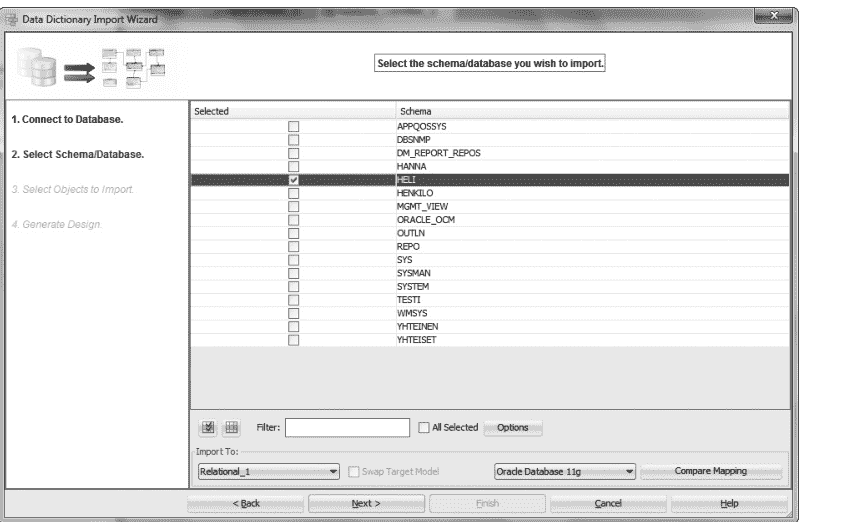 Data Dictionary Import Wizard
Select the schema/database you wish to import.
1. Connect to Database.
2. Select Schema/Database.
3. Select Objects to Import.
4. Generate Design.
Selected Schema
APPQOSSYS
DBSNMP
DM_REPORT_REPOS
HANNA
HELI
HENKILO
MGMT_VIEW
ORACLE_OCM
OUTLN
REPO
SYS
SYSMAN
SYSTEM
TESTI
WMSYS
YHTEINEN
YHTEISET
Filter: All Selected Options
Import To:
Relational_1 Swap Target Model Oracle Database 11g Compare Mapping
< Back Next > Finish Cancel Help